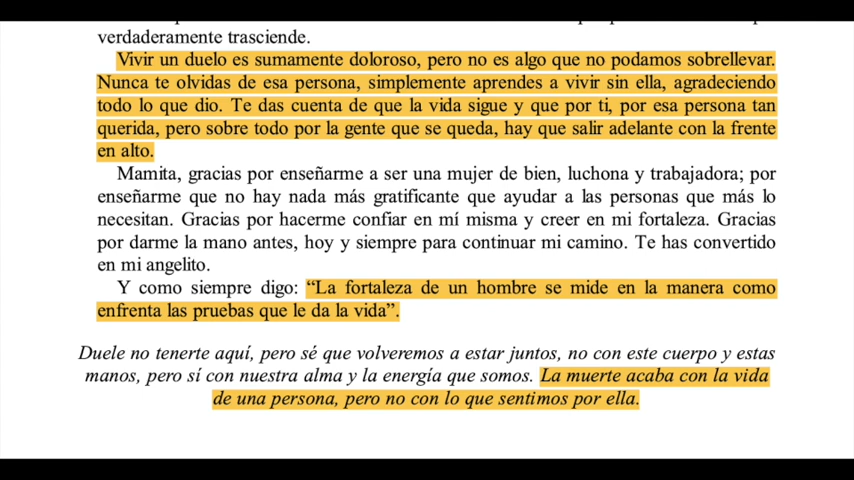 verdaderamente trasciende.
Vivir un duelo es sumamente doloroso, pero no es algo que no podamos sobrellevar.
Nunca te olvidas de esa persona, simplemente aprendes a vivir sin ella, agradeciendo
todo lo que dio. Te das cuenta de que la vida sigue y que por ti, por esa persona tan
querida, pero sobre todo por la gente que se queda, hay que salir adelante con la frente
en alto.
Mamita, gracias por enseñarme a ser una mujer de bien, luchona y trabajadora; por
enseñarme que no hay nada más gratificante que ayudar a las personas que más lo
necesitan. Gracias por hacerme confiar en mí misma y creer en mi fortaleza. Gracias
por darme la mano antes, hoy y siempre para continuar mi camino. Te has convertido
en mi angelito.
Y como siempre digo: “La fortaleza de un hombre se mide en la manera como
enfrenta las pruebas que le da la vida”.
Duele no tenerte aquí, pero sé que volveremos a estar juntos, no con este cuerpo y estas
manos, pero sí con nuestra alma y la energía que somos. La muerte acaba con la vida
de una persona, pero no con lo que sentimos por ella.